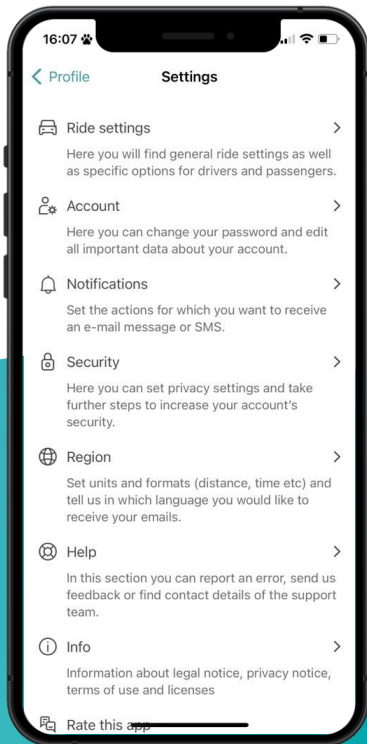 16:07
Profile
Settings
Ride settings
Here you will find general ride settings as well
as specific options for drivers and passengers.
Account
Here you can change your password and edit
all important data about your account.
Notifications
Set the actions for which you want to receive
an e-mail message or SMS.
Security
Here you can set privacy settings and take
further steps to increase your account's
security.
Region
Set units and formats (distance, time etc) and
tell us in which language you would like to
receive your emails.
Help
In this section you can report an error, send us
feedback or find contact details of the support
team.
Info
Information about legal notice, privacy notice,
terms of use and licenses
Rate this app